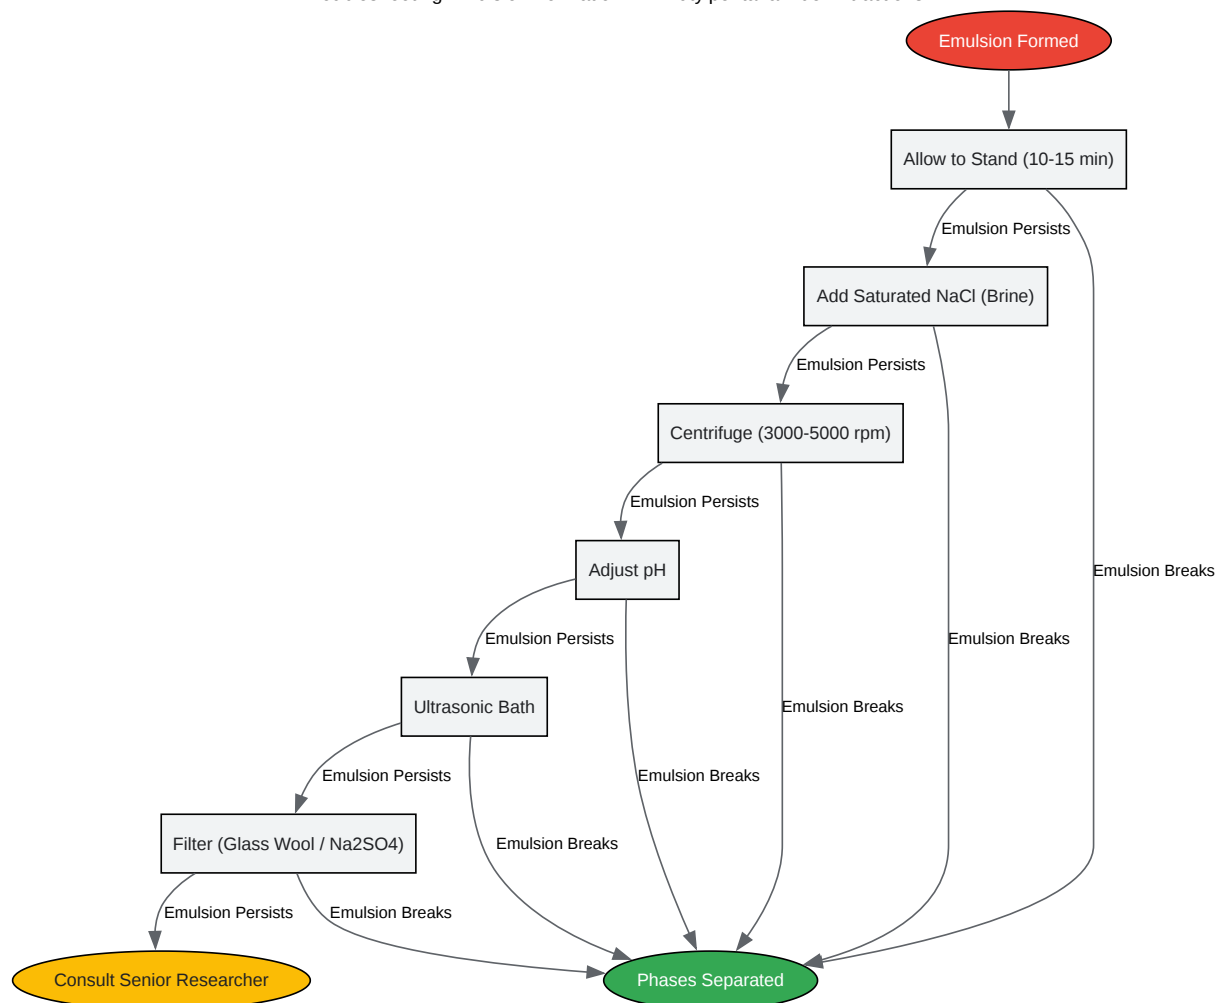 Emulsion Formed
Allow to Stand (10-15 min)
Emulsion Persists
Add Saturated NaCl (Brine)
Emulsion Persists
Centrifuge (3000-5000 rpm)
Emulsion Persists
Adjust pH
Emulsion Breaks
Emulsion Persists
Emulsion Breaks
Ultrasonic Bath
Emulsion Breaks
Emulsion Persists
Emulsion Breaks
Filter (Glass Wool / Na2SO4)
Emulsion Breaks
Emulsion Persists
Emulsion Breaks
Consult Senior Researcher
Phases Separated